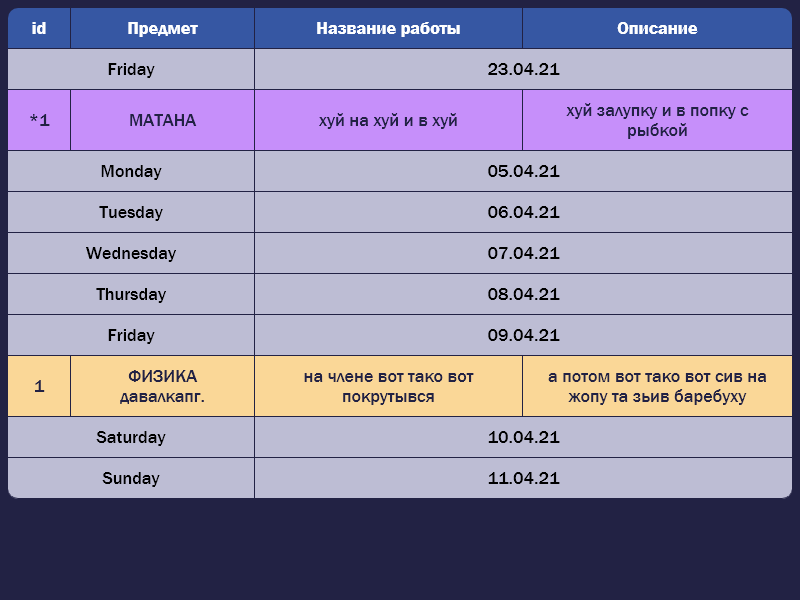 id Предмет Название работы Описание
Friday 23.04.21
*1 МАТАНА хуй на хуй и в хуй хуй залупку и в попку с
рыбкой
Monday 05.04.21
Tuesday 06.04.21
Wednesday 07.04.21
Thursday 08.04.21
Friday 09.04.21
1 ФИЗИКА на члене вот тако вот а потом вот тако вот сив на
давалкапг. покрутывся жопу та зьив баребуху
Saturday 10.04.21
Sunday 11.04.21